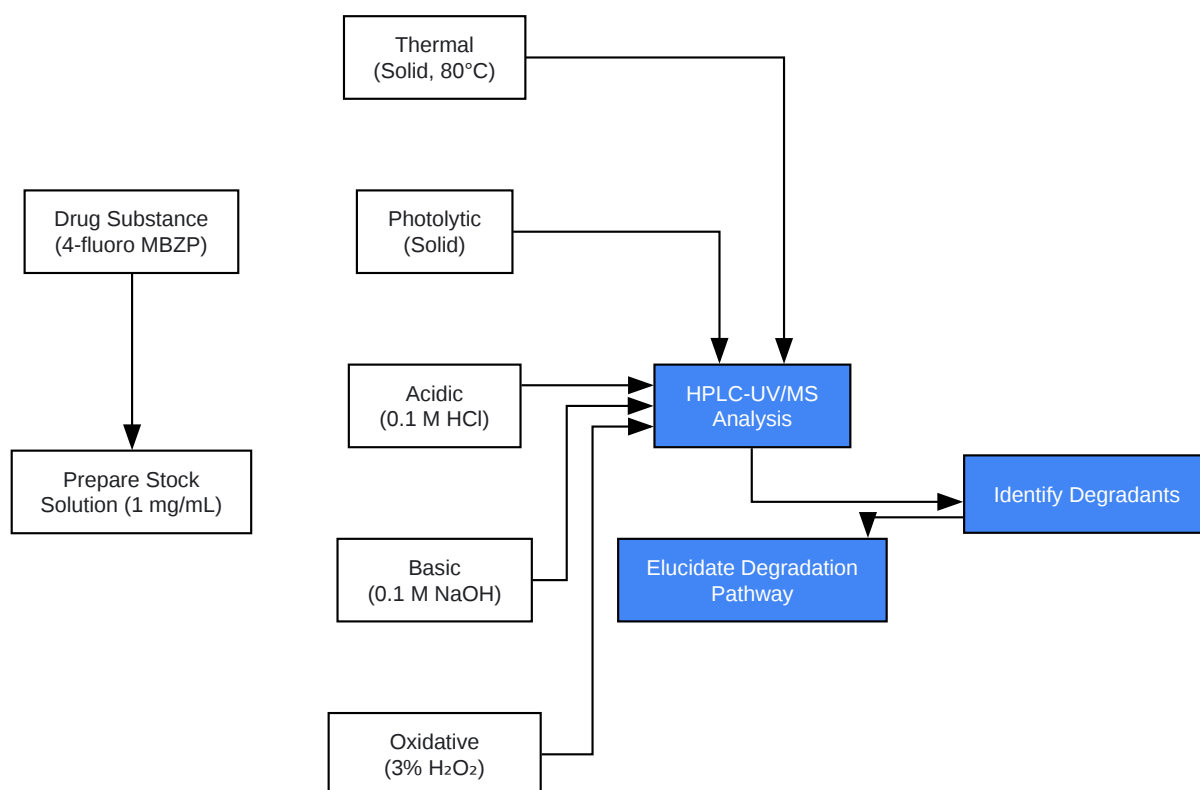 Thermal
(Solid, 80°C)
Drug Substance
(4-fluoro MBZP)
Photolytic
(Solid)
Acidic
(0.1 M HCl)
HPLC-UV/MS
Analysis
Prepare Stock
Solution (1 mg/mL)
Identify Degradants
Basic
(0.1 M NaOH)
Elucidate Degradation
Pathway
Oxidative
(3% H₂O₂)